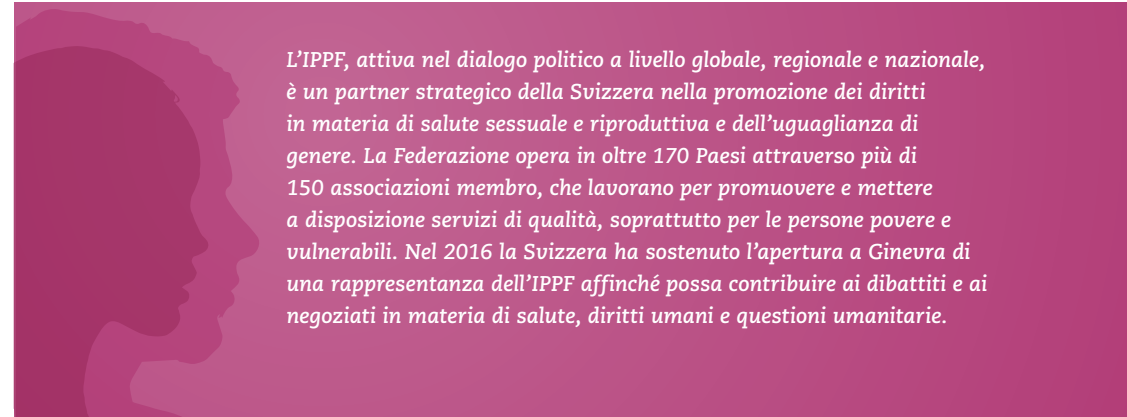 L’IPPF, attiva nel dialogo politico a livello globale, regionale e nazionale,
è un partner strategico della Svizzera nella promozione dei diritti
in materia di salute sessuale e riproduttiva e dell’uguaglianza di
genere. La Federazione opera in oltre 170 Paesi attraverso più di
150 associazioni membro, che lavorano per promuovere e mettere
a disposizione servizi di qualità, soprattutto per le persone povere e
vulnerabili. Nel 2016 la Svizzera ha sostenuto l’apertura a Ginevra di
una rappresentanza dell’IPPF affinché possa contribuire ai dibattiti e ai
negoziati in materia di salute, diritti umani e questioni umanitarie.